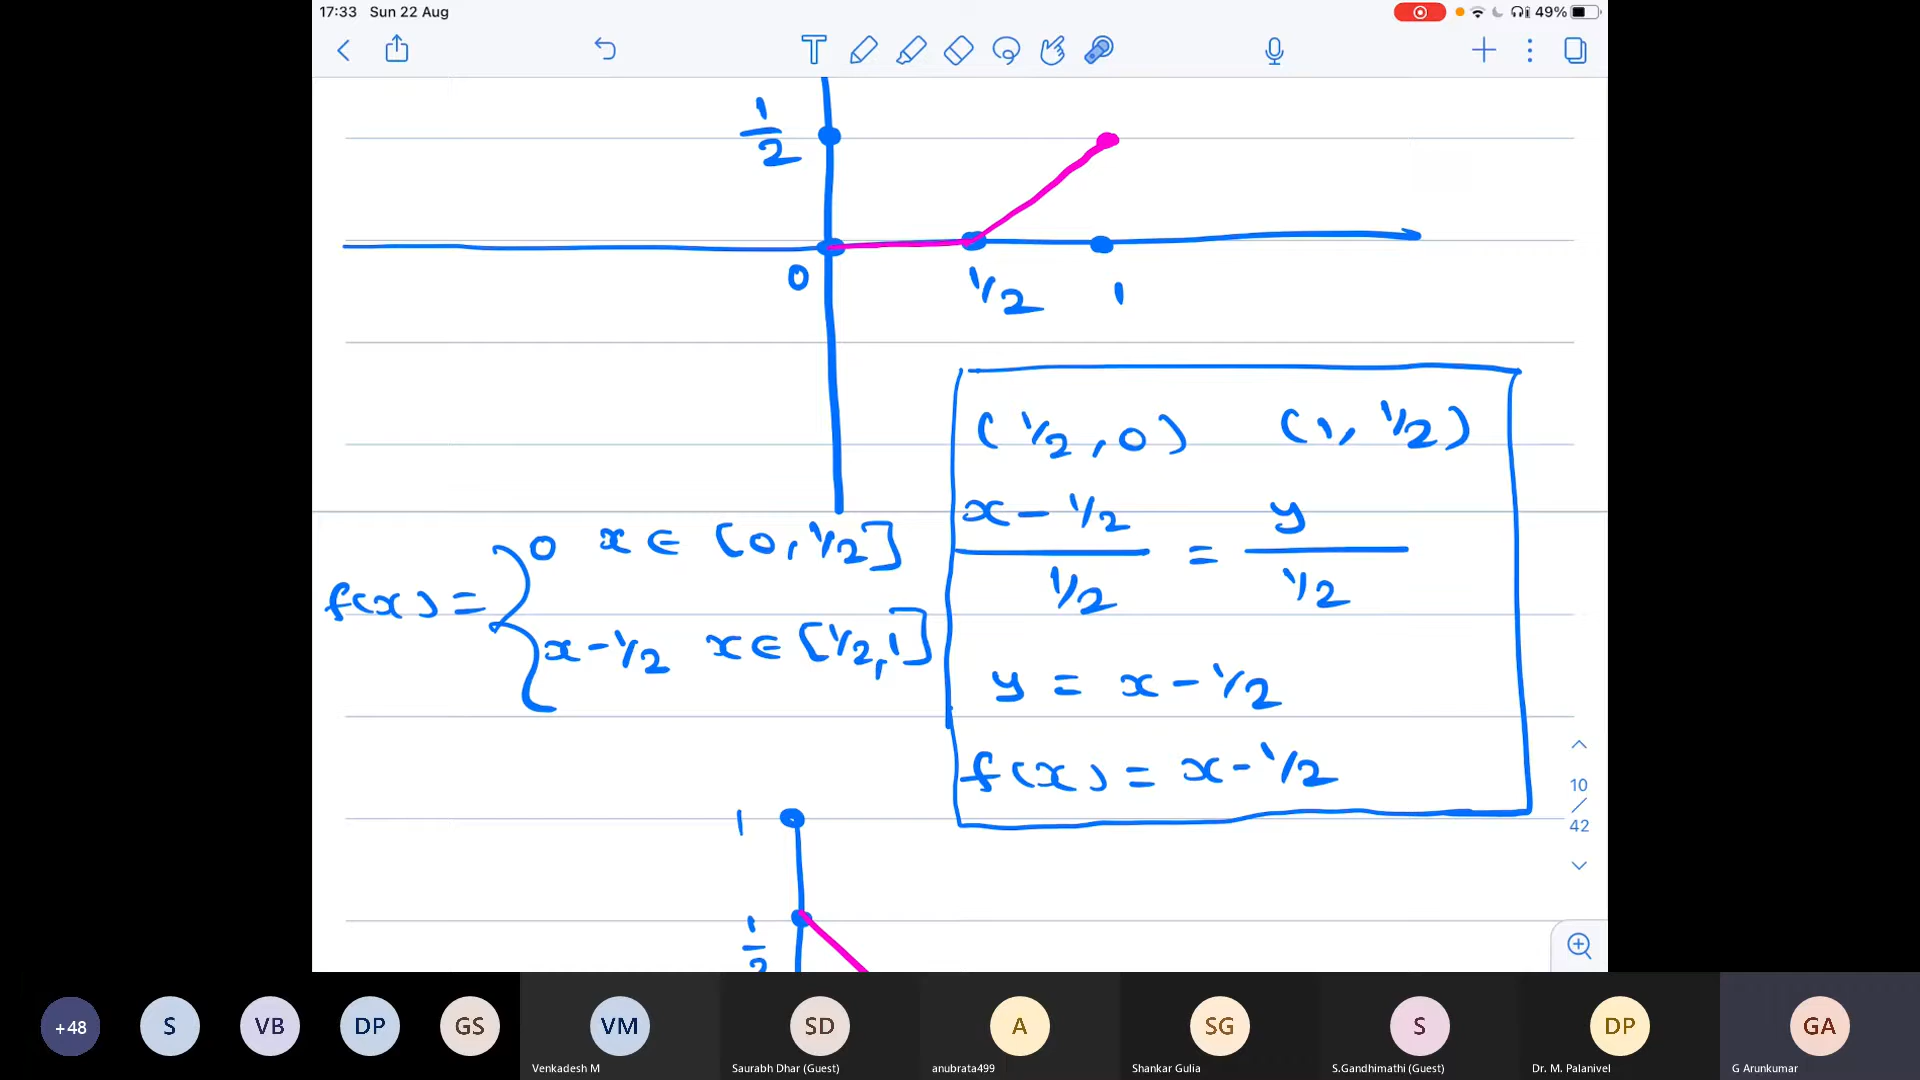 17:33 Sun 22 Aug
49%
T
1/2
0
1/2
1
(1/2, 0) (1, 1/2)
x - 1/2 / 1/2 = y / 1/2
y = x - 1/2
f(x) = x - 1/2
f(x) = { 0 x ∈ [0, 1/2]
x - 1/2 x ∈ [1/2, 1]
10
/
42
1
1/2
+48 S VB DP GS VM SD A SG S DP GA
Venkadesh M Saurabh Dhar (Guest) anubrata499 Shankar Gulia S.Gandhimathi (Guest) Dr. M. Palanivel G Arunkumar